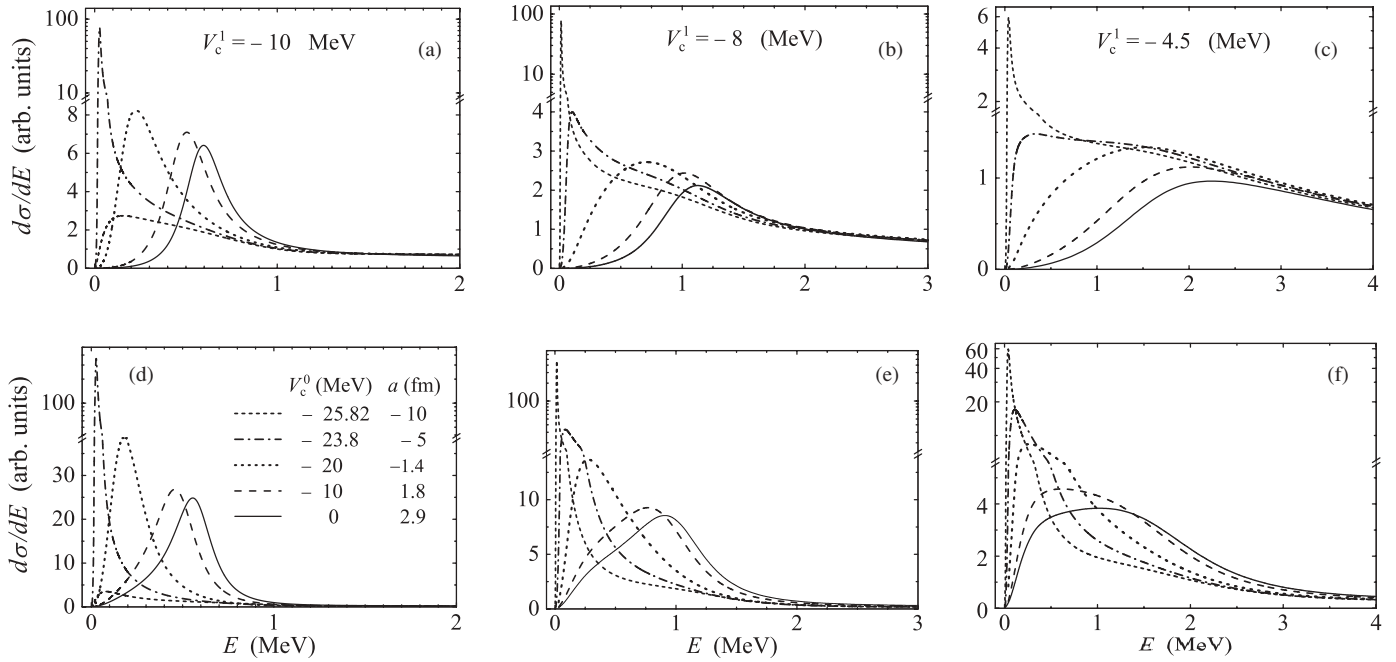 100
10
8
6
4
2
0
dσ/dE (arb. units)
V_c^1 = – 10 MeV
(a)
0 1 2
100
10
4
3
2
1
0
V_c^1 = – 8 (MeV)
(b)
0 1 2 3
6
4
2
1
0
V_c^1 = – 4.5 (MeV)
(c)
0 1 2 3 4
100
30
20
10
0
dσ/dE (arb. units)
(d)
V_c^0 (MeV) a (fm)
– 25.82 – 10
– 23.8 – 5
– 20 –1.4
– 10 1.8
0 2.9
0 1 2
E (MeV)
100
10
5
0
(e)
0 1 2 3
E (MeV)
60
40
20
4
2
0
(f)
0 1 2 3 4
E (MeV)